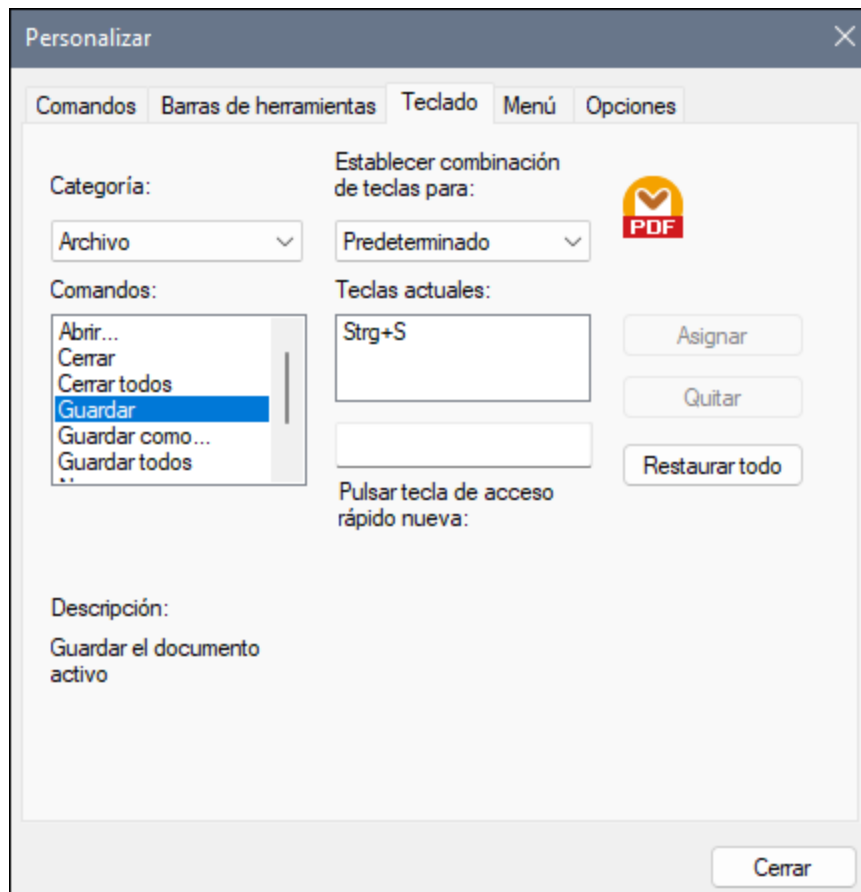 Personalizar
Comandos
Barras de herramientas
Teclado
Menú
Opciones
Categoría:
Establecer combinación
de teclas para:
Archivo
Predeterminado
PDF
Comandos:
Teclas actuales:
Abrir...
Cerrar
Cerrar todos
Guardar
Guardar como...
Guardar todos
Strg+S
Asignar
Quitar
Restaurar todo
Pulsar tecla de acceso
rápido nueva:
Descripción:
Guardar el documento
activo
Cerrar